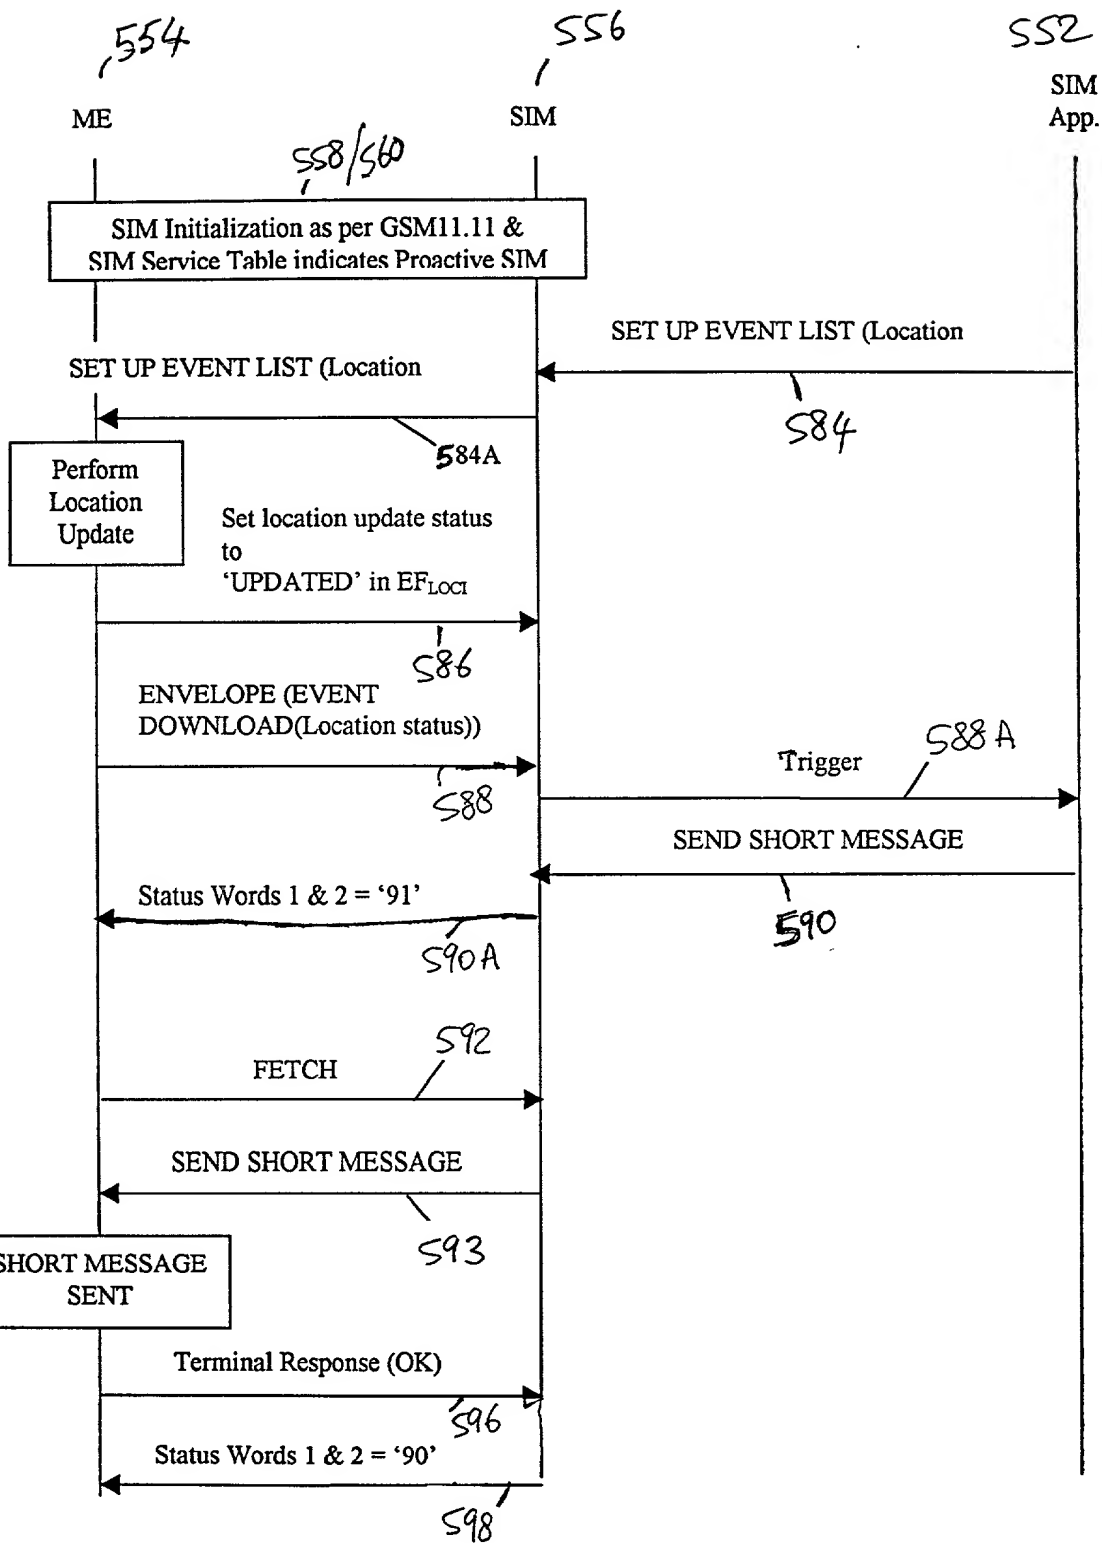 554
556
552
ME
SIM
SIM
App.
558/560
SIM Initialization as per GSM11.11 &
SIM Service Table indicates Proactive SIM
SET UP EVENT LIST (Location
SET UP EVENT LIST (Location
584
584A
Perform
Location
Update
Set location update status
to
‘UPDATED’ in EFLOCI
586
ENVELOPE (EVENT
DOWNLOAD(Location status))
588
Trigger
588A
SEND SHORT MESSAGE
590
Status Words 1 & 2 = ‘91’
590A
592
FETCH
SEND SHORT MESSAGE
593
SHORT MESSAGE
SENT
Terminal Response (OK)
596
Status Words 1 & 2 = ‘90’
598